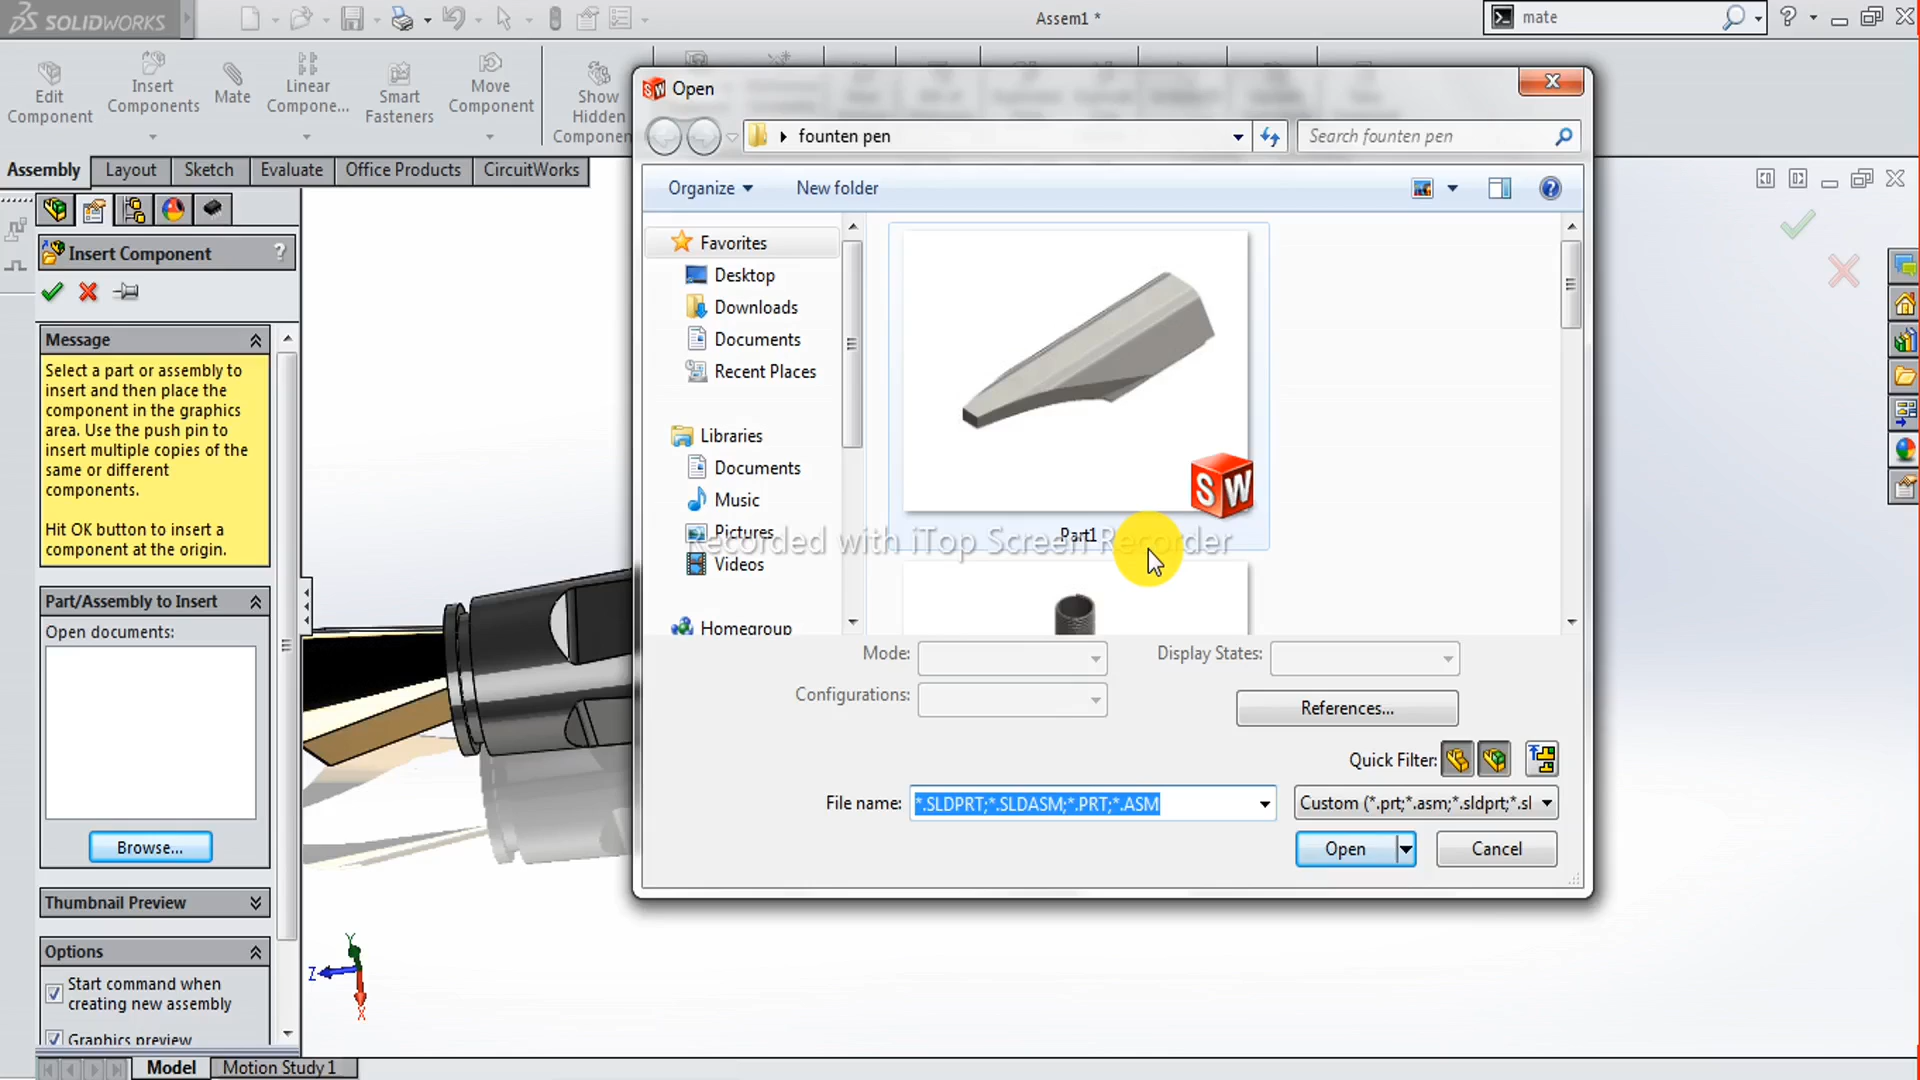 SOLIDWORKS
Assem1 *
mate
Edit
Component
Insert
Components
Mate
Linear
Compone...
Smart
Fasteners
Move
Component
Show
Hidden
Componen
Assembly
Layout
Sketch
Evaluate
Office Products
CircuitWorks
Insert Component
?
Message
Select a part or assembly to
insert and then place the
component in the graphics
area. Use the push pin to
insert multiple copies of the
same or different
components.
Hit OK button to insert a
component at the origin.
Part/Assembly to Insert
Open documents:
Browse...
Thumbnail Preview
Options
Start command when
creating new assembly
Graphics preview
Y
Z
X
Model
Motion Study 1
Open
founten pen
Search founten pen
Organize
New folder
Favorites
Desktop
Downloads
Documents
Recent Places
Libraries
Documents
Music
Pictures
Videos
Homegroup
SW
Part1
Recorded with iTop Screen Recorder
Mode:
Display States:
Configurations:
References...
Quick Filter:
File name:
*.SLDPRT;*.SLDASM;*.PRT;*.ASM
Custom (*.prt;*.asm;*.sldprt;*.sl
Open
Cancel